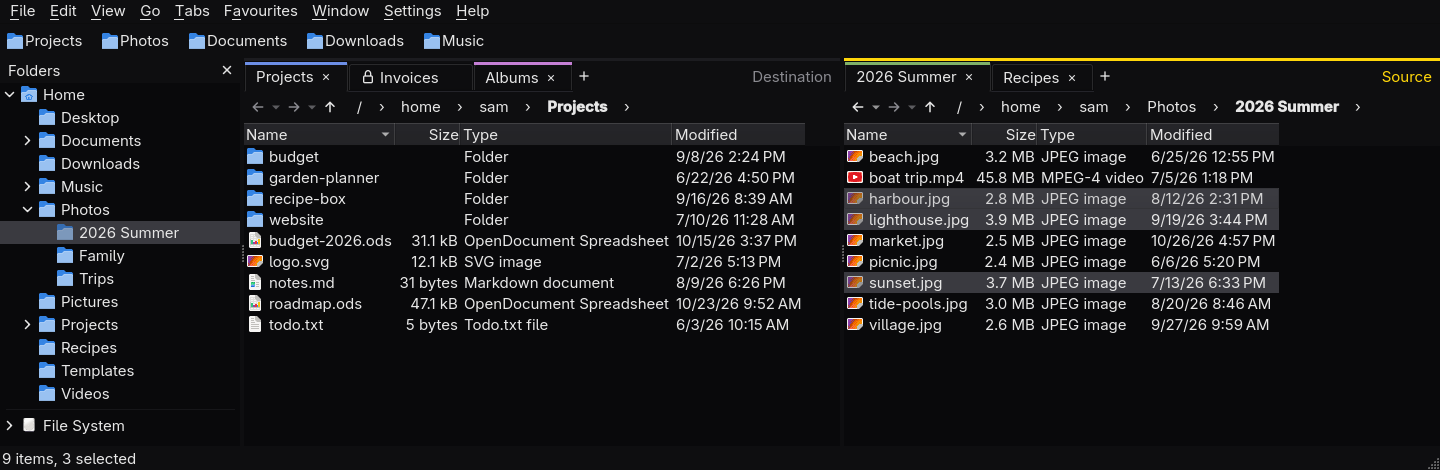 File Edit View Go Tabs Favourites Window Settings Help
Projects Photos Documents Downloads Music
Folders
Home
Desktop
Documents
Downloads
Music
Photos
2026 Summer
Family
Trips
Pictures
Projects
Recipes
Templates
Videos
File System
Projects × Invoices Albums × + Destination
/ › home › sam › Projects ›
Name Size Type Modified
budget Folder 9/8/26 2:24 PM
garden-planner Folder 6/22/26 4:50 PM
recipe-box Folder 9/16/26 8:39 AM
website Folder 7/10/26 11:28 AM
budget-2026.ods 31.1 kB OpenDocument Spreadsheet 10/15/26 3:37 PM
logo.svg 12.1 kB SVG image 7/2/26 5:13 PM
notes.md 31 bytes Markdown document 8/9/26 6:26 PM
roadmap.ods 47.1 kB OpenDocument Spreadsheet 10/23/26 9:52 AM
todo.txt 5 bytes Todo.txt file 6/3/26 10:15 AM
2026 Summer × Recipes × + Source
/ › home › sam › Photos › 2026 Summer ›
Name Size Type Modified
beach.jpg 3.2 MB JPEG image 6/25/26 12:55 PM
boat trip.mp4 45.8 MB MPEG-4 video 7/5/26 1:18 PM
harbour.jpg 2.8 MB JPEG image 8/12/26 2:31 PM
lighthouse.jpg 3.9 MB JPEG image 9/19/26 3:44 PM
market.jpg 2.5 MB JPEG image 10/26/26 4:57 PM
picnic.jpg 2.4 MB JPEG image 6/6/26 5:20 PM
sunset.jpg 3.7 MB JPEG image 7/13/26 6:33 PM
tide-pools.jpg 3.0 MB JPEG image 8/20/26 8:46 AM
village.jpg 2.6 MB JPEG image 9/27/26 9:59 AM
9 items, 3 selected